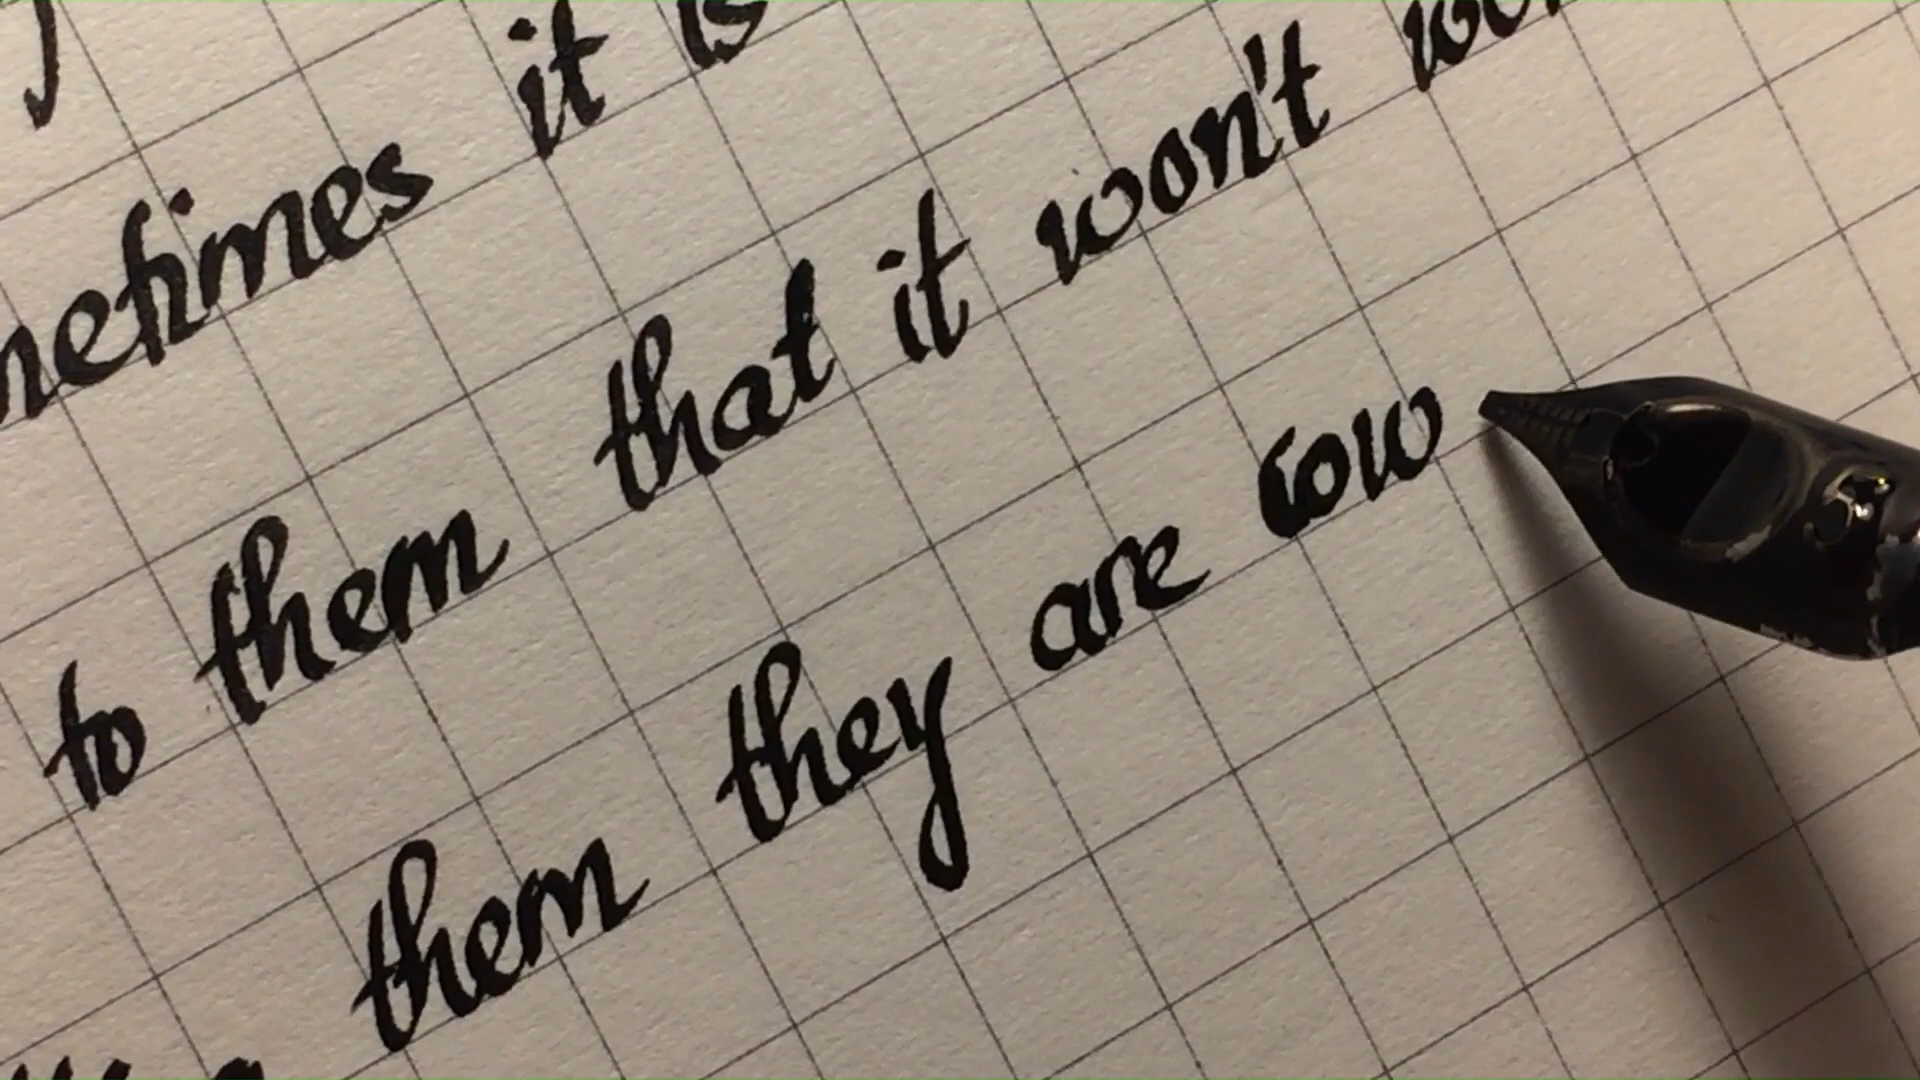 it is
netimes
to them that it won't
them they are cow